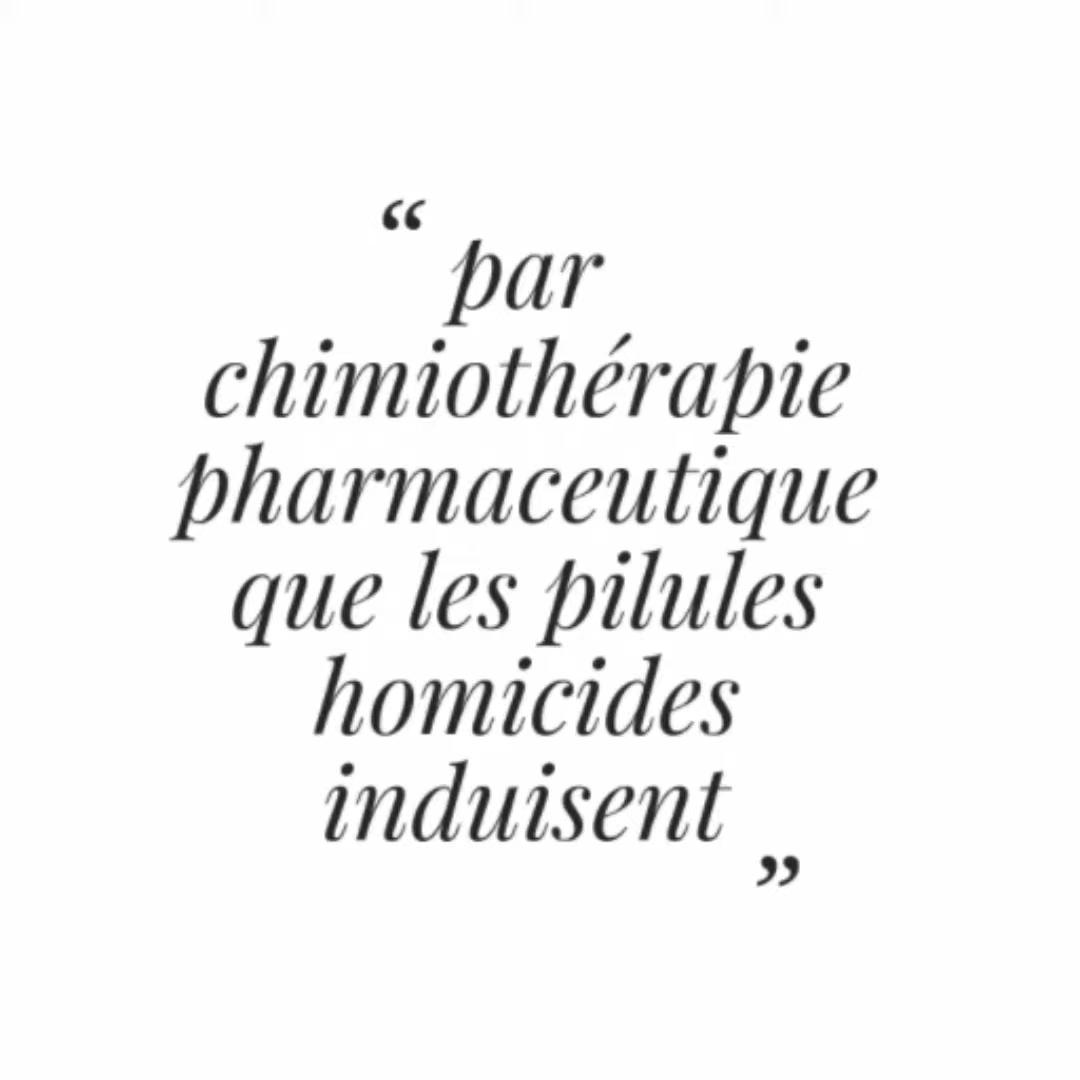 “ par
chimiothérapie
pharmaceutique
que les pilules
homicides
induisent
”